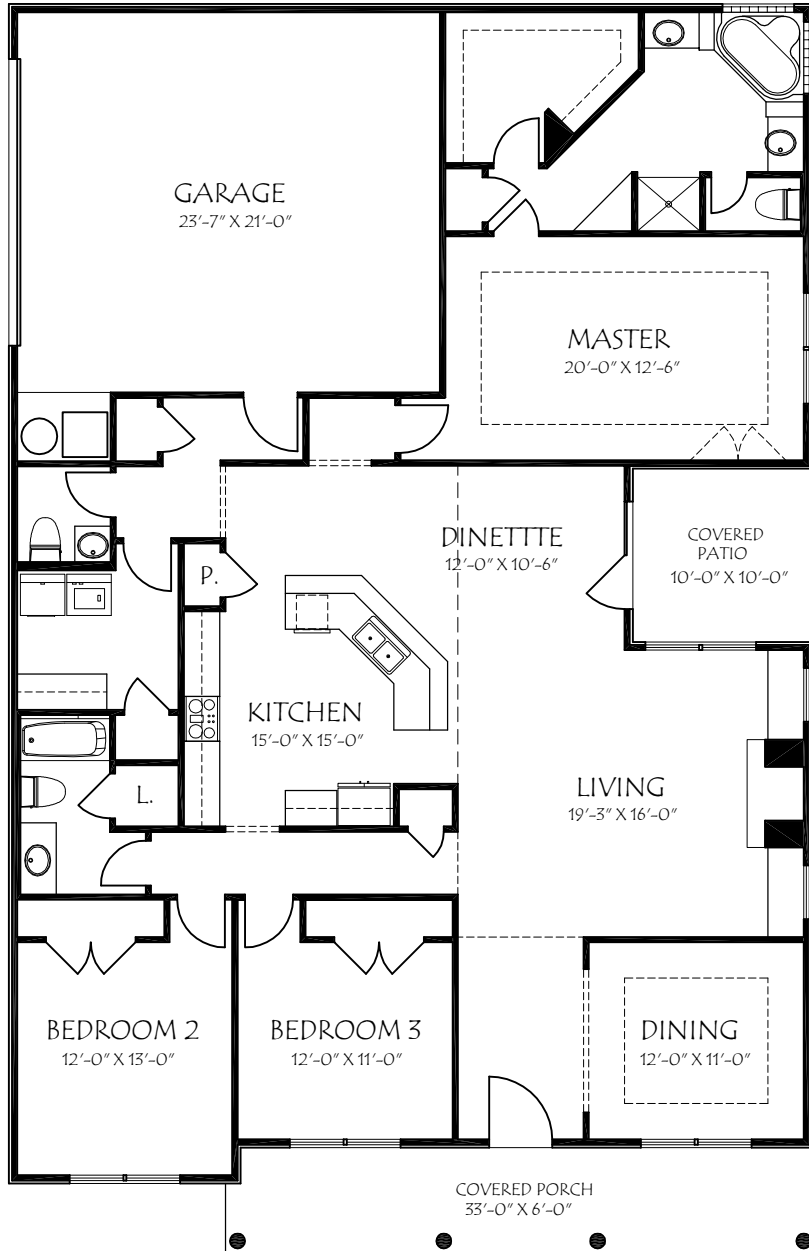 GARAGE
23'-7" X 21'-0"
MASTER
20'-0" X 12'-6"
DINETTTE
12'-0" X 10'-6"
COVERED
PATIO
10'-0" X 10'-0"
P.
KITCHEN
15'-0" X 15'-0"
L.
LIVING
19'-3" X 16'-0"
BEDROOM 2
12'-0" X 13'-0"
BEDROOM 3
12'-0" X 11'-0"
DINING
12'-0" X 11'-0"
COVERED PORCH
33'-0" X 6'-0"